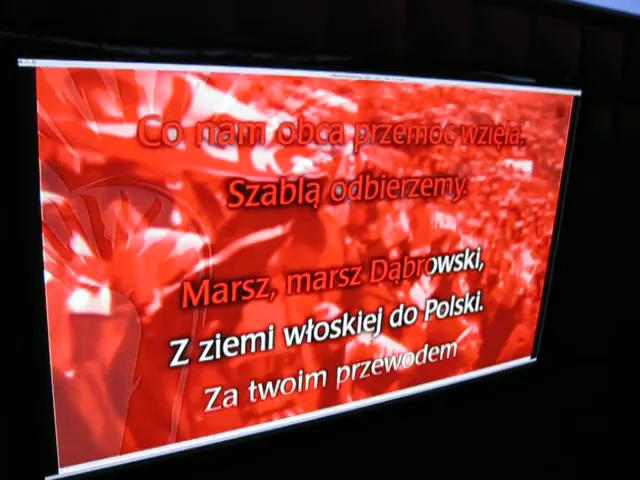 Co nam obca przemoc wzięła,
Szablą odbierzemy.
Marsz, marsz Dąbrowski,
Z ziemi włoskiej do Polski.
Za twoim przewodem